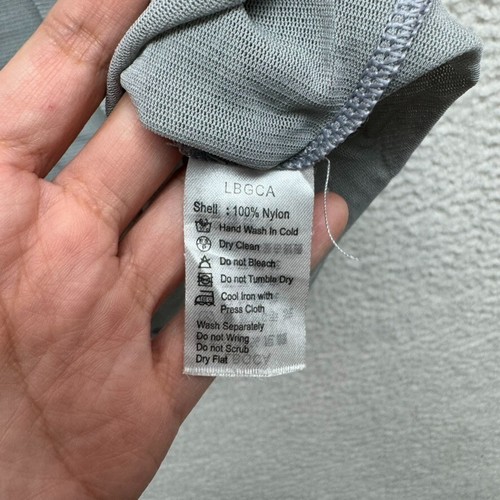 LBGCA
Shell : 100% Nylon
Hand Wash In Cold
Dry Clean
Do not Bleach
Do not Tumble Dry
Cool Iron with
Press Cloth
Wash Separately
Do not Wring
Do not Scrub
Dry Flat